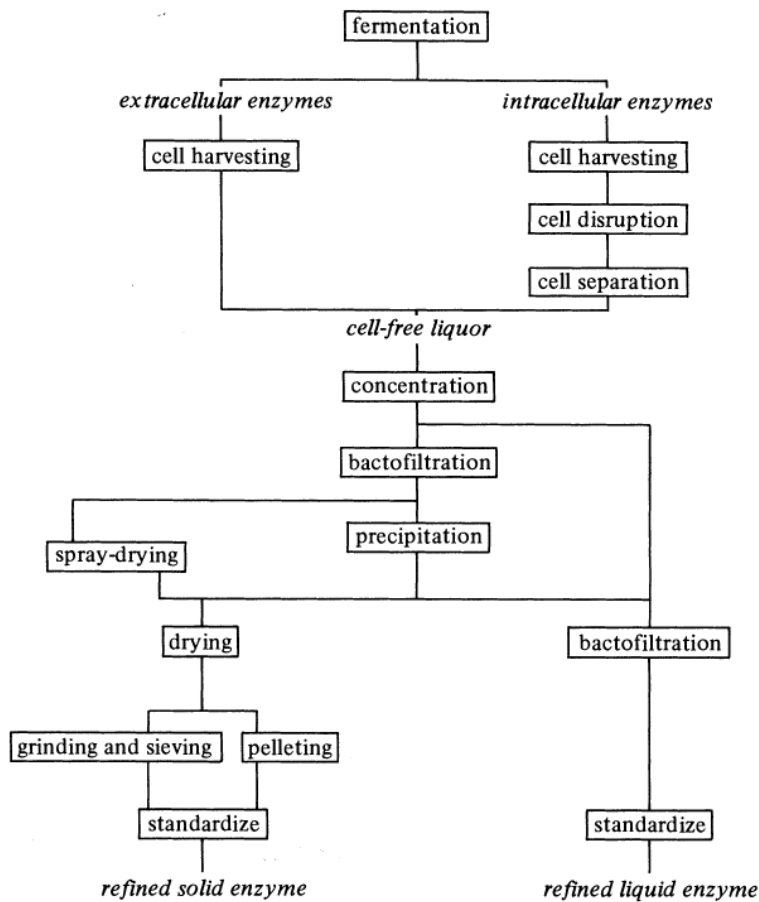 fermentation
extracellular enzymes
intracellular enzymes
cell harvesting
cell harvesting
cell disruption
cell separation
cell-free liquor
concentration
bactofiltration
precipitation
spray-drying
drying
bactofiltration
grinding and sieving
pelleting
standardize
standardize
refined solid enzyme
refined liquid enzyme